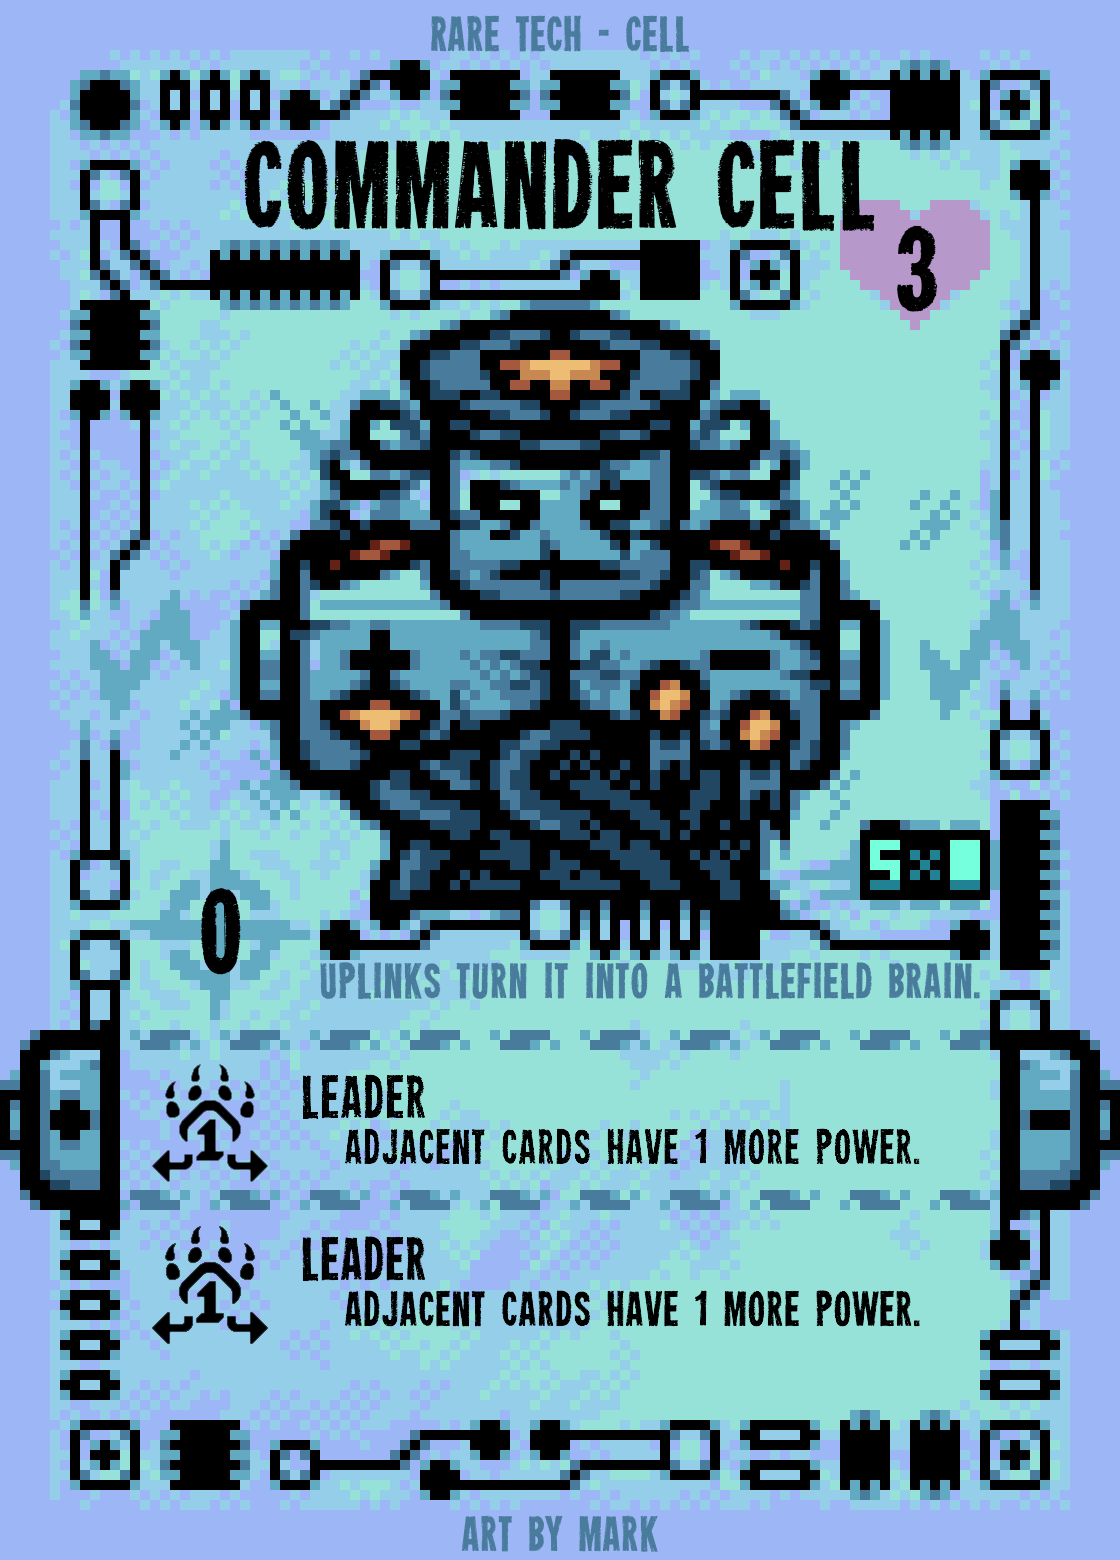 RARE TECH - CELL
COMMANDER CELL
3
5×
0
UPLINKS TURN IT INTO A BATTLEFIELD BRAIN.
1
LEADER
ADJACENT CARDS HAVE 1 MORE POWER.
1
LEADER
ADJACENT CARDS HAVE 1 MORE POWER.
ART BY MARK